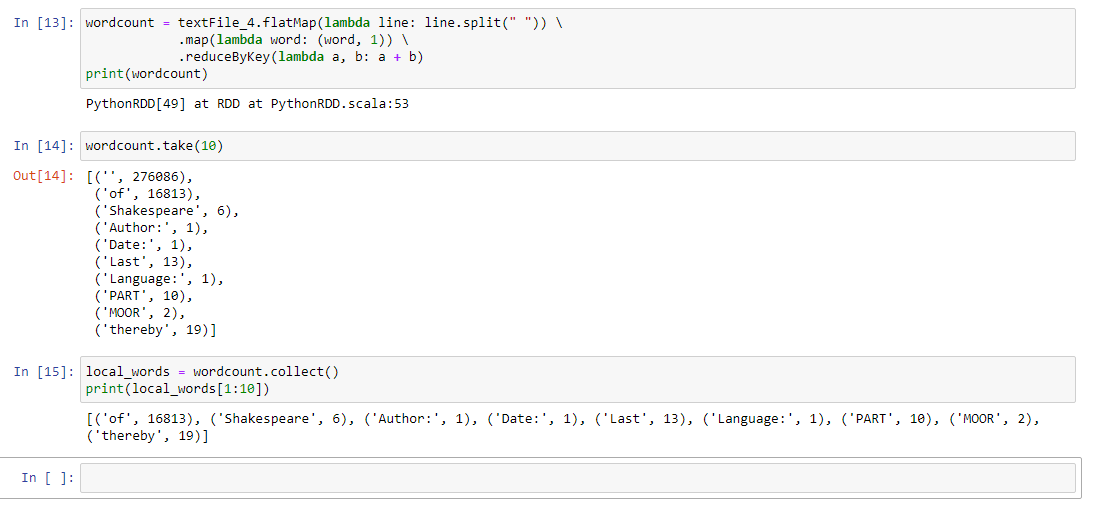 In [13]: wordcount = textFile_4.flatMap(lambda line: line.split(" ")) \
.map(lambda word: (word, 1)) \
.reduceByKey(lambda a, b: a + b)
print(wordcount)
PythonRDD[49] at RDD at PythonRDD.scala:53
In [14]: wordcount.take(10)
Out[14]: [('', 276086),
('of', 16813),
('Shakespeare', 6),
('Author:', 1),
('Date:', 1),
('Last', 13),
('Language:', 1),
('PART', 10),
('MOOR', 2),
('thereby', 19)]
In [15]: local_words = wordcount.collect()
print(local_words[1:10])
[('of', 16813), ('Shakespeare', 6), ('Author:', 1), ('Date:', 1), ('Last', 13), ('Language:', 1), ('PART', 10), ('MOOR', 2),
('thereby', 19)]
In [ ]: